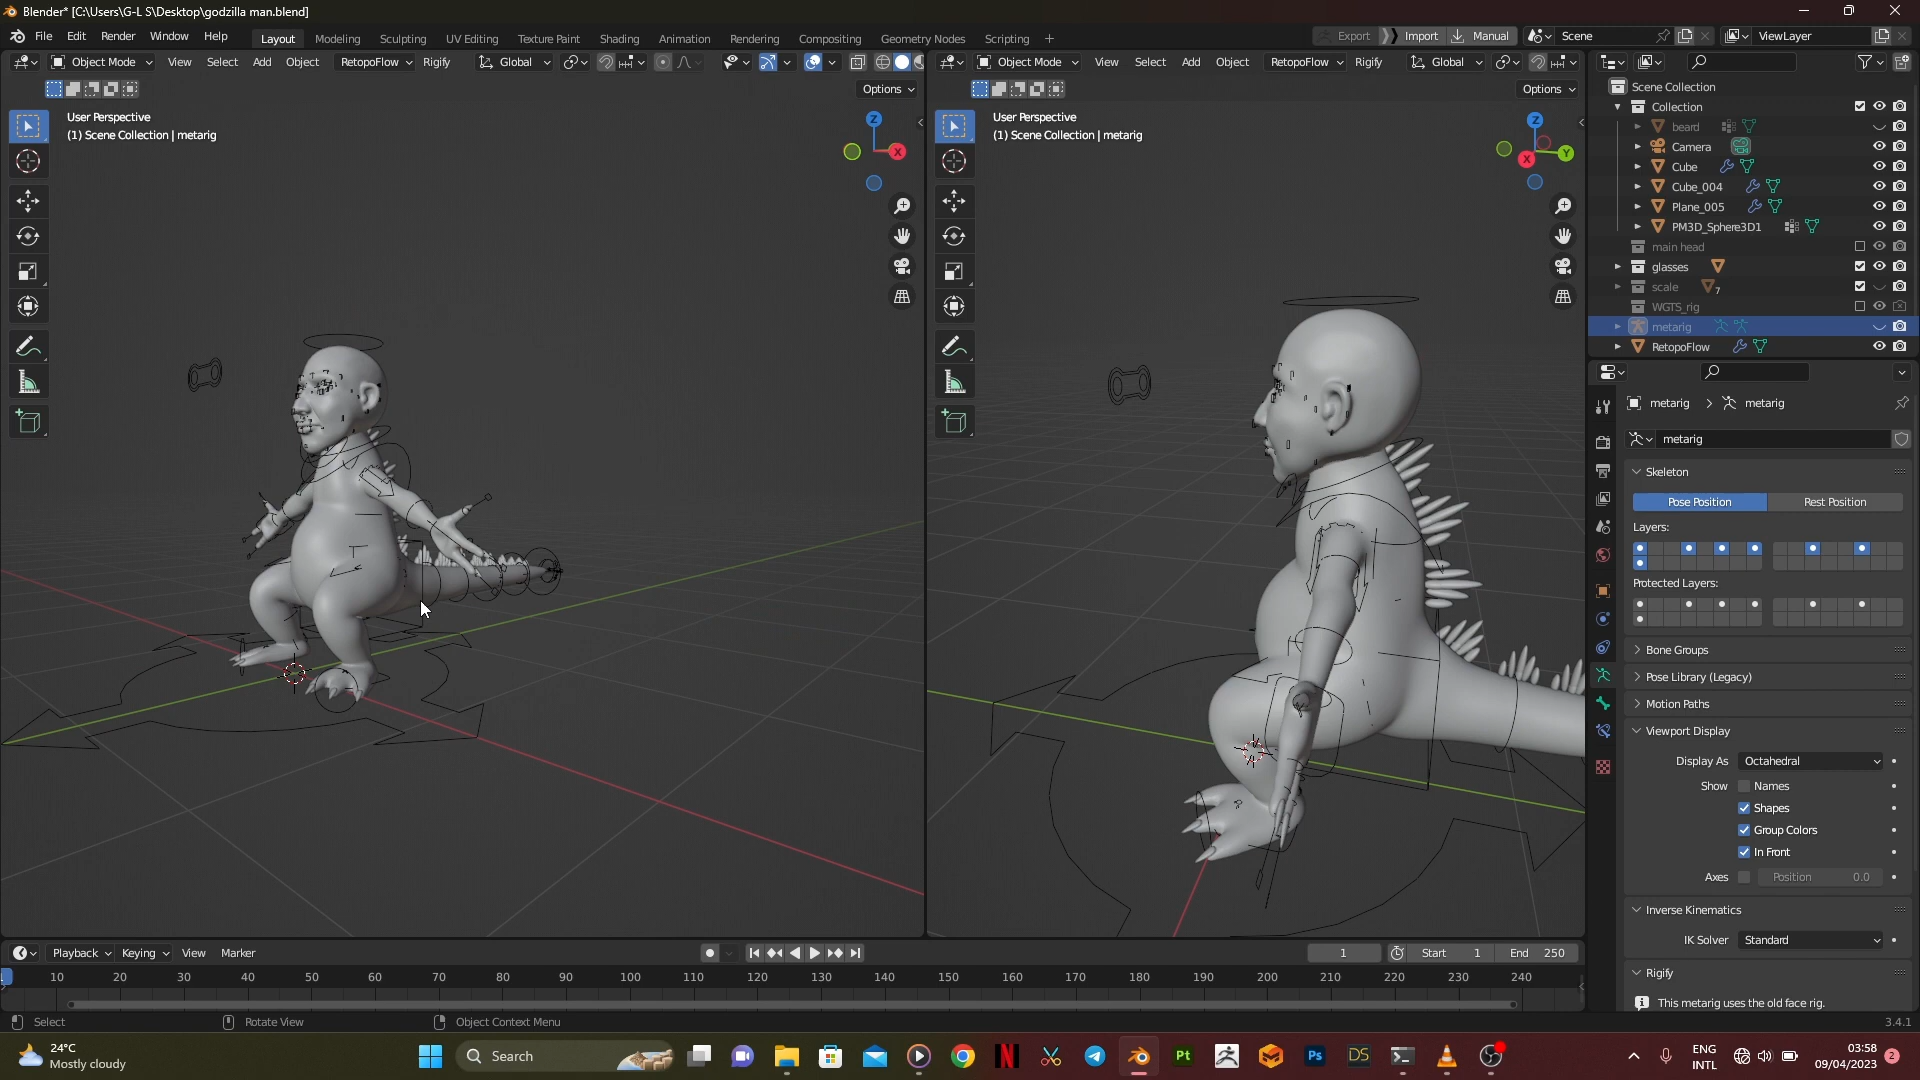 Blender* [C:\Users\G-L S\Desktop\godzilla man.blend]
File Edit Render Window Help Layout Modeling Sculpting UV Editing Texture Paint Shading Animation Rendering Compositing Geometry Nodes Scripting + Export Import Manual Scene ViewLayer
Object Mode View Select Add Object RetopoFlow Rigify Global
Object Mode View Select Add Object RetopoFlow Rigify Global
Options
Options
User Perspective
(1) Scene Collection | metarig
Z
X
User Perspective
(1) Scene Collection | metarig
Z
X
Y
Scene Collection
Collection
beard
Camera
Cube
Cube_004
Plane_005
PM3D_Sphere3D1
main head
glasses
scale 7
WGTS_rig
metarig
RetopoFlow
metarig > metarig
metarig
Skeleton
Pose Position Rest Position
Layers:
Protected Layers:
Bone Groups
Pose Library (Legacy)
Motion Paths
Viewport Display
Display As Octahedral
Show Names
Shapes
Group Colors
In Front
Axes Position 0.0
Inverse Kinematics
IK Solver Standard
Rigify
This metarig uses the old face rig.
Playback Keying View Marker 1 Start 1 End 250
10 20 30 40 50 60 70 80 90 100 110 120 130 140 150 160 170 180 190 200 210 220 230 240
Select Rotate View Object Context Menu 3.4.1
24°C
Mostly cloudy
Search
N
Pt
Ps
DS
ENG
INTL
03:58
09/04/2023
2